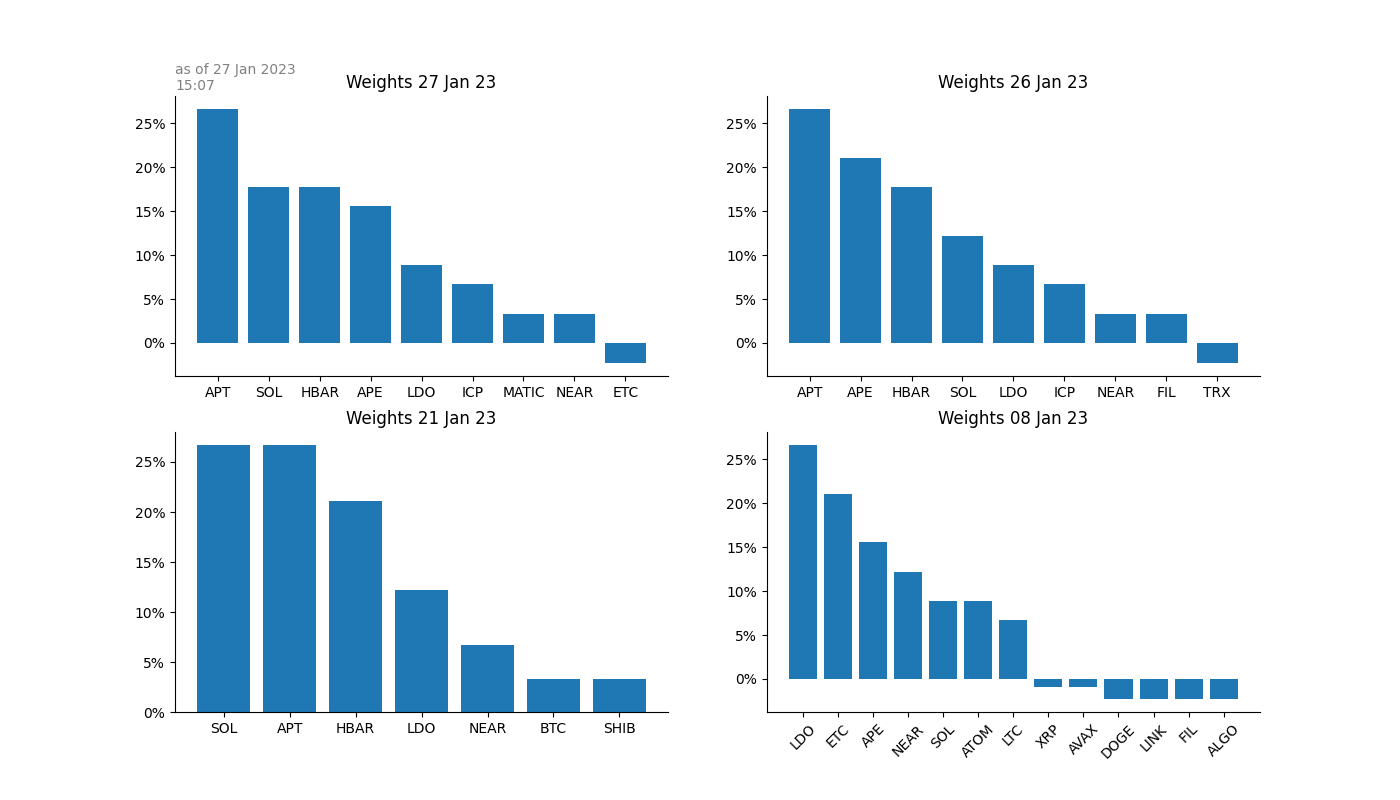 as of 27 Jan 2023
15:07
Weights 27 Jan 23
25%
20%
15%
10%
5%
0%
APT SOL HBAR APE LDO ICP MATIC NEAR ETC
Weights 26 Jan 23
25%
20%
15%
10%
5%
0%
APT APE HBAR SOL LDO ICP NEAR FIL TRX
Weights 21 Jan 23
25%
20%
15%
10%
5%
0%
SOL APT HBAR LDO NEAR BTC SHIB
Weights 08 Jan 23
25%
20%
15%
10%
5%
0%
LDO ETC APE NEAR SOL ATOM LTC XRP AVAX DOGE LINK FIL ALGO